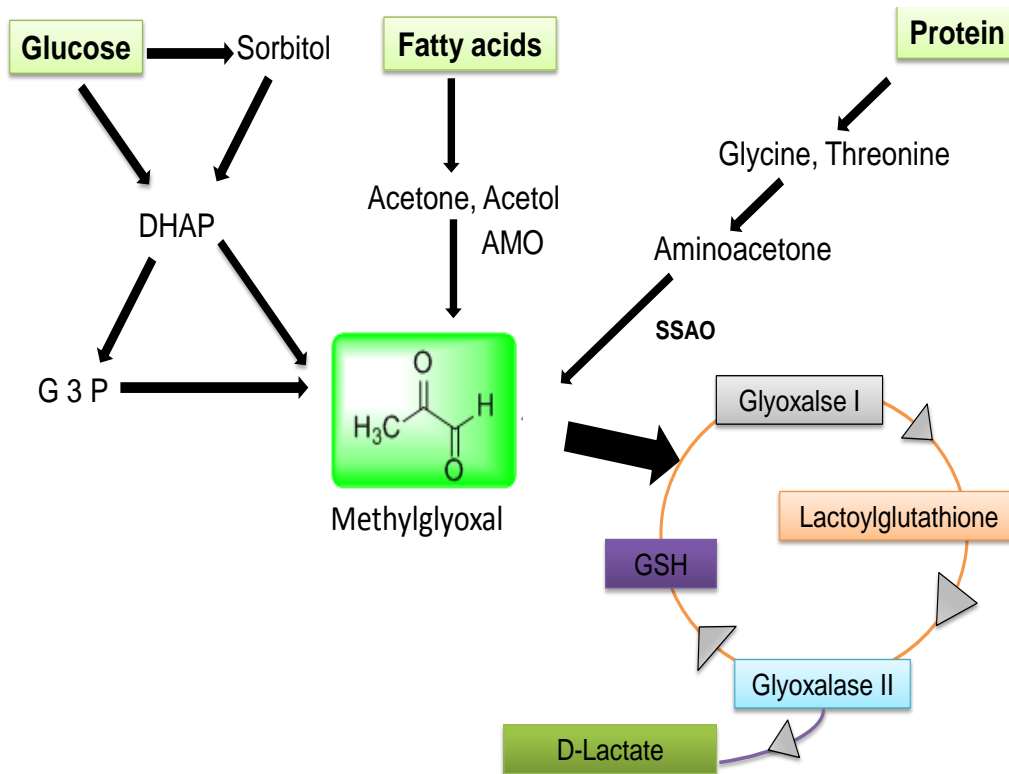 Glucose
Sorbitol
Fatty acids
Protein
Glycine, Threonine
Acetone, Acetol
AMO
DHAP
Aminoacetone
SSAO
G 3 P
O
H
H₃C
O
Methylglyoxal
Glyoxalse I
Lactoylglutathione
GSH
Glyoxalase II
D-Lactate